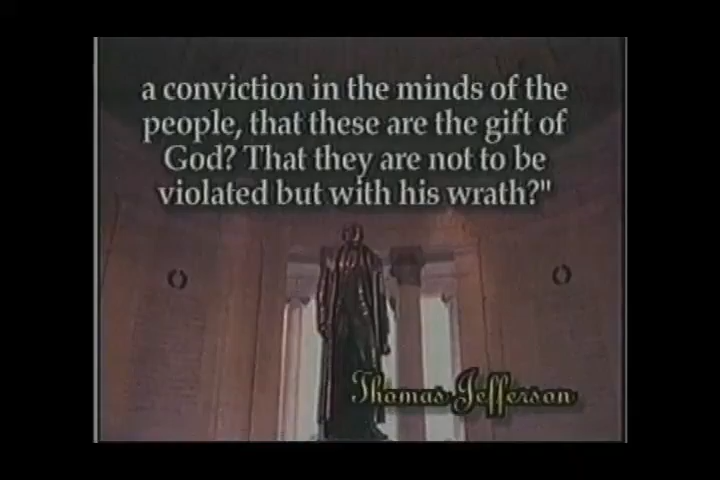 a conviction in the minds of the
people, that these are the gift of
God? That they are not to be
violated but with his wrath?"
Thomas Jefferson